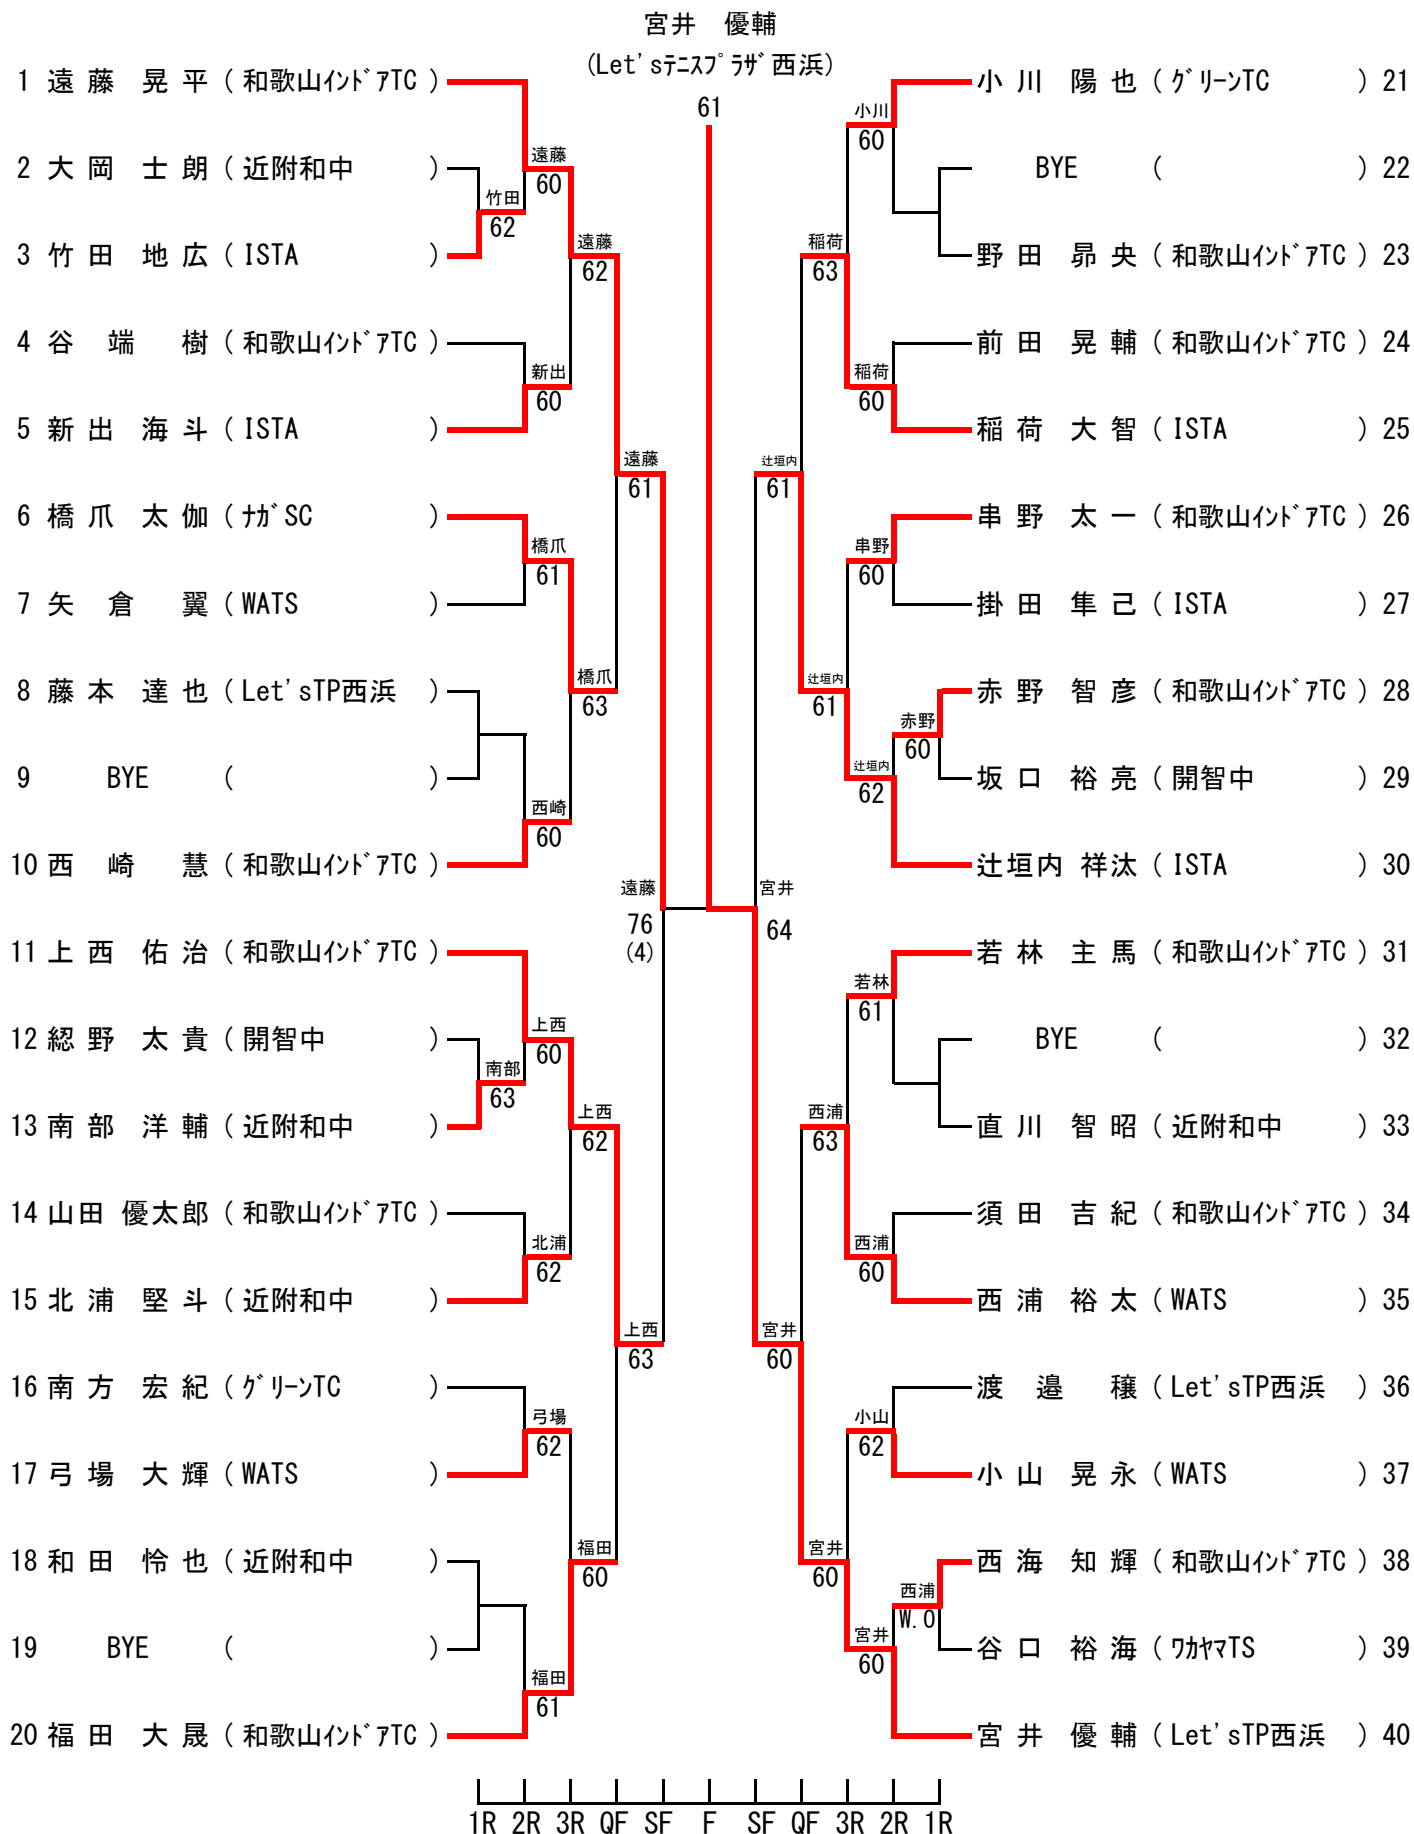 宮井 優輔
(Let'sﾃﾆｽﾌﾟﾗｻﾞ西浜)
61
1 遠藤 晃平 (和歌山ｲﾝﾄﾞｱTC)
2 大岡 士朗 (近附和中)
3 竹田 地広 (ISTA)
4 谷端 樹 (和歌山ｲﾝﾄﾞｱTC)
5 新出 海斗 (ISTA)
6 橋爪 太伽 (ﾅｶﾞSC)
7 矢倉 翼 (WATS)
8 藤本 達也 (Let'sTP西浜)
9 BYE ( )
10 西崎 慧 (和歌山ｲﾝﾄﾞｱTC)
11 上西 佑治 (和歌山ｲﾝﾄﾞｱTC)
12 綛野 太貴 (開智中)
13 南部 洋輔 (近附和中)
14 山田 優太郎 (和歌山ｲﾝﾄﾞｱTC)
15 北浦 堅斗 (近附和中)
16 南方 宏紀 (ｸﾞﾘｰﾝTC)
17 弓場 大輝 (WATS)
18 和田 怜也 (近附和中)
19 BYE ( )
20 福田 大晟 (和歌山ｲﾝﾄﾞｱTC)
竹田
62
南部
63
遠藤
60
新出
60
橋爪
61
西崎
60
上西
60
北浦
62
弓場
62
福田
61
遠藤
62
橋爪
63
上西
62
福田
60
遠藤
61
上西
63
遠藤
76
(4)
宮井
64
辻垣内
61
宮井
60
稲荷
63
辻垣内
61
西浦
63
宮井
60
小川
60
稲荷
60
串野
60
辻垣内
62
若林
61
西浦
60
小山
62
宮井
60
赤野
60
西浦
W.O
小川 陽也 (ｸﾞﾘｰﾝTC) 21
BYE ( ) 22
野田 昴央 (和歌山ｲﾝﾄﾞｱTC) 23
前田 晃輔 (和歌山ｲﾝﾄﾞｱTC) 24
稲荷 大智 (ISTA) 25
串野 太一 (和歌山ｲﾝﾄﾞｱTC) 26
掛田 隼己 (ISTA) 27
赤野 智彦 (和歌山ｲﾝﾄﾞｱTC) 28
坂口 裕亮 (開智中) 29
辻垣内 祥汰 (ISTA) 30
若林 主馬 (和歌山ｲﾝﾄﾞｱTC) 31
BYE ( ) 32
直川 智昭 (近附和中) 33
須田 吉紀 (和歌山ｲﾝﾄﾞｱTC) 34
西浦 裕太 (WATS) 35
渡邉 穣 (Let'sTP西浜) 36
小山 晃永 (WATS) 37
西海 知輝 (和歌山ｲﾝﾄﾞｱTC) 38
谷口 裕海 (ﾜｶﾔﾏTS) 39
宮井 優輔 (Let'sTP西浜) 40
1R 2R 3R QF SF F SF QF 3R 2R 1R